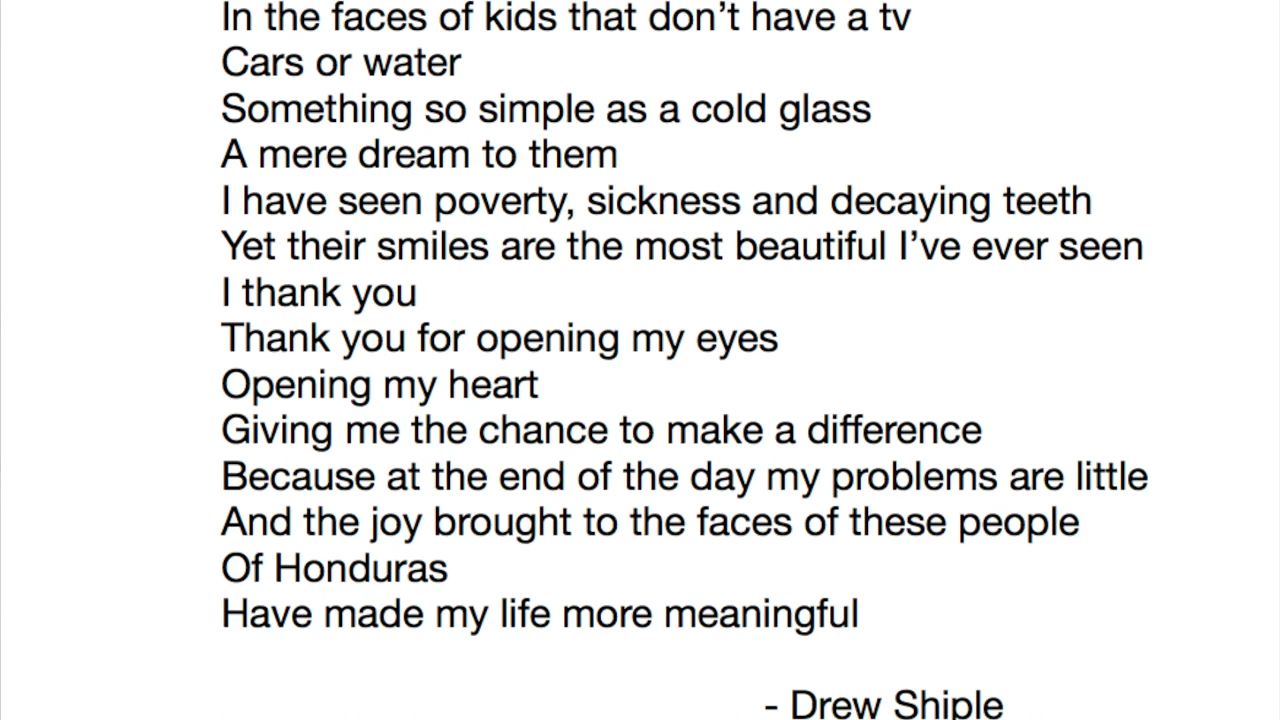 In the faces of kids that don’t have a tv
Cars or water
Something so simple as a cold glass
A mere dream to them
I have seen poverty, sickness and decaying teeth
Yet their smiles are the most beautiful I’ve ever seen
I thank you
Thank you for opening my eyes
Opening my heart
Giving me the chance to make a difference
Because at the end of the day my problems are little
And the joy brought to the faces of these people
Of Honduras
Have made my life more meaningful
- Drew Shiple